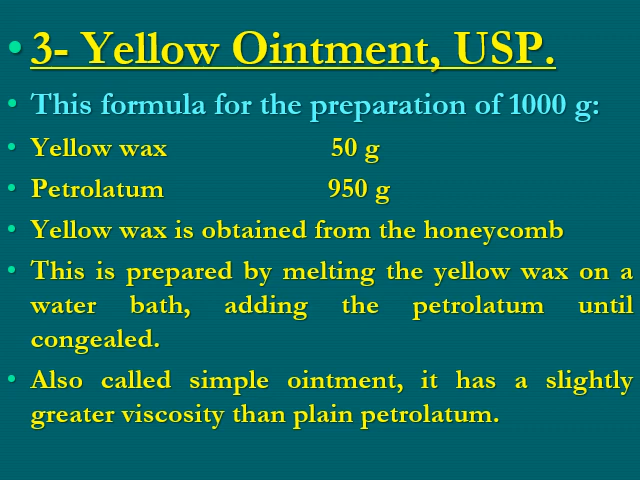 • 3- Yellow Ointment, USP.
• This formula for the preparation of 1000 g:
• Yellow wax 50 g
• Petrolatum 950 g
• Yellow wax is obtained from the honeycomb
• This is prepared by melting the yellow wax on a
water bath, adding the petrolatum until
congealed.
• Also called simple ointment, it has a slightly
greater viscosity than plain petrolatum.